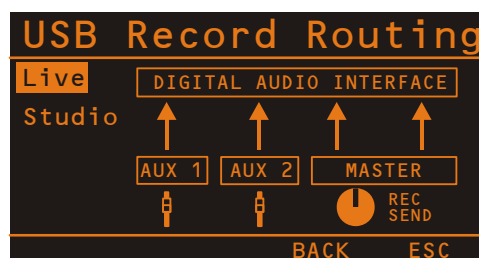 USB Record Routing
Live
DIGITAL AUDIO INTERFACE
Studio
AUX 1 AUX 2 MASTER
REC
SEND
BACK ESC